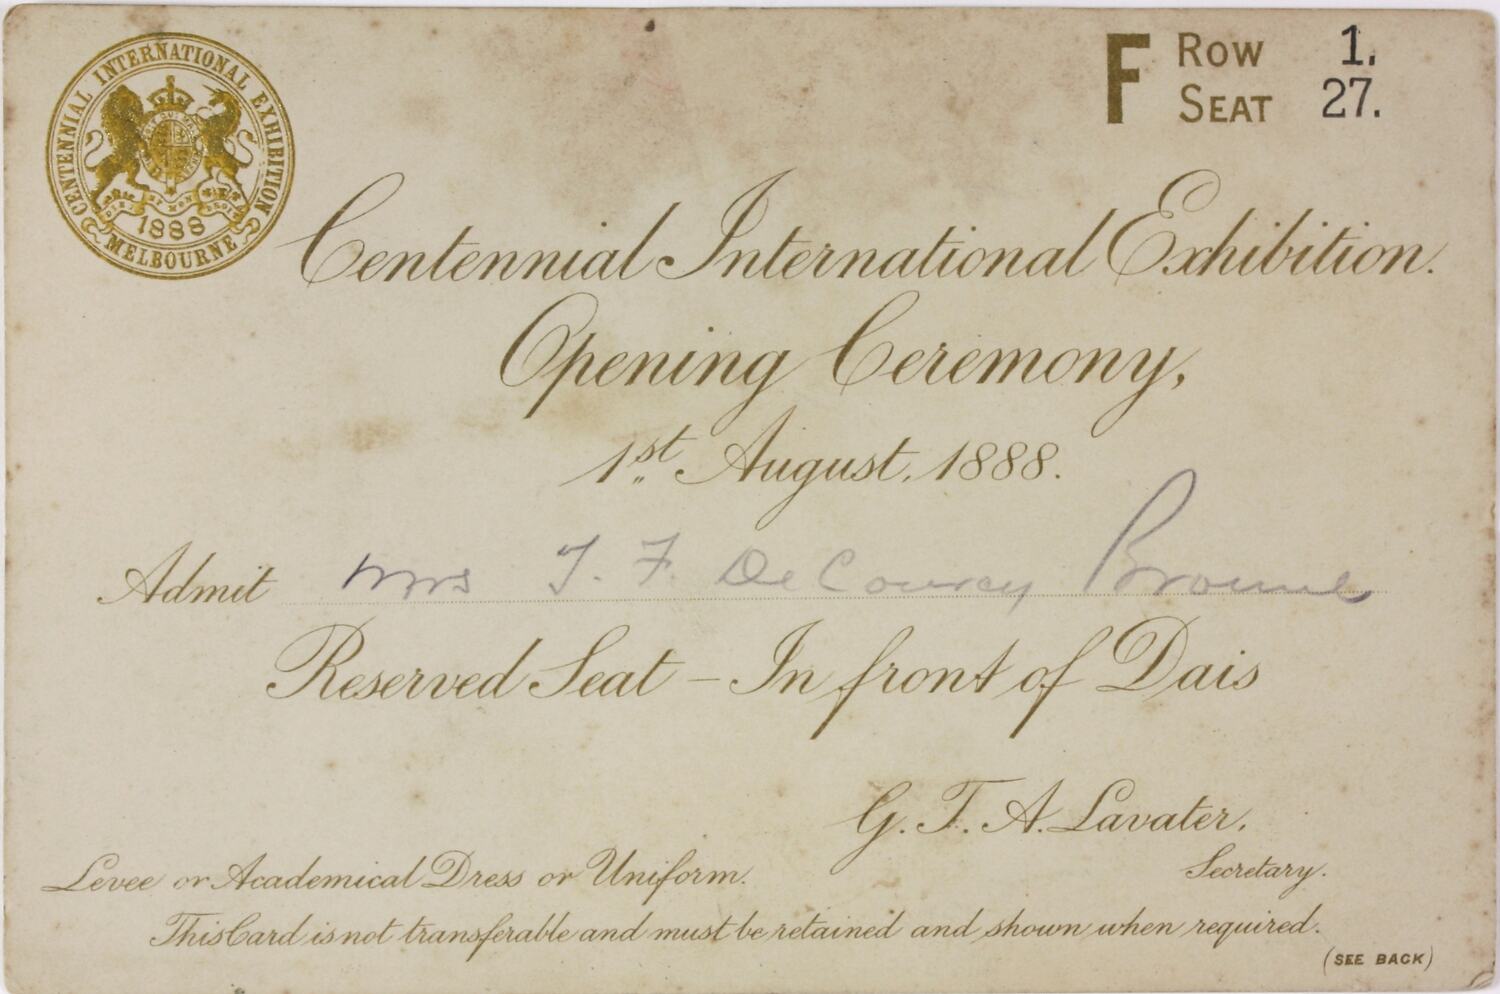 CENTENNIAL INTERNATIONAL EXHIBITION
1888
MELBOURNE
F Row 1.
Seat 27.
Centennial International Exhibition.
Opening Ceremony,
1st August, 1888.
Admit Mrs T. F. De Courcy Browne
Reserved Seat – In front of Dais
G. T. A. Lavater,
Secretary.
Levee or Academical Dress or Uniform.
This Card is not transferable and must be retained and shown when required.
(SEE BACK)